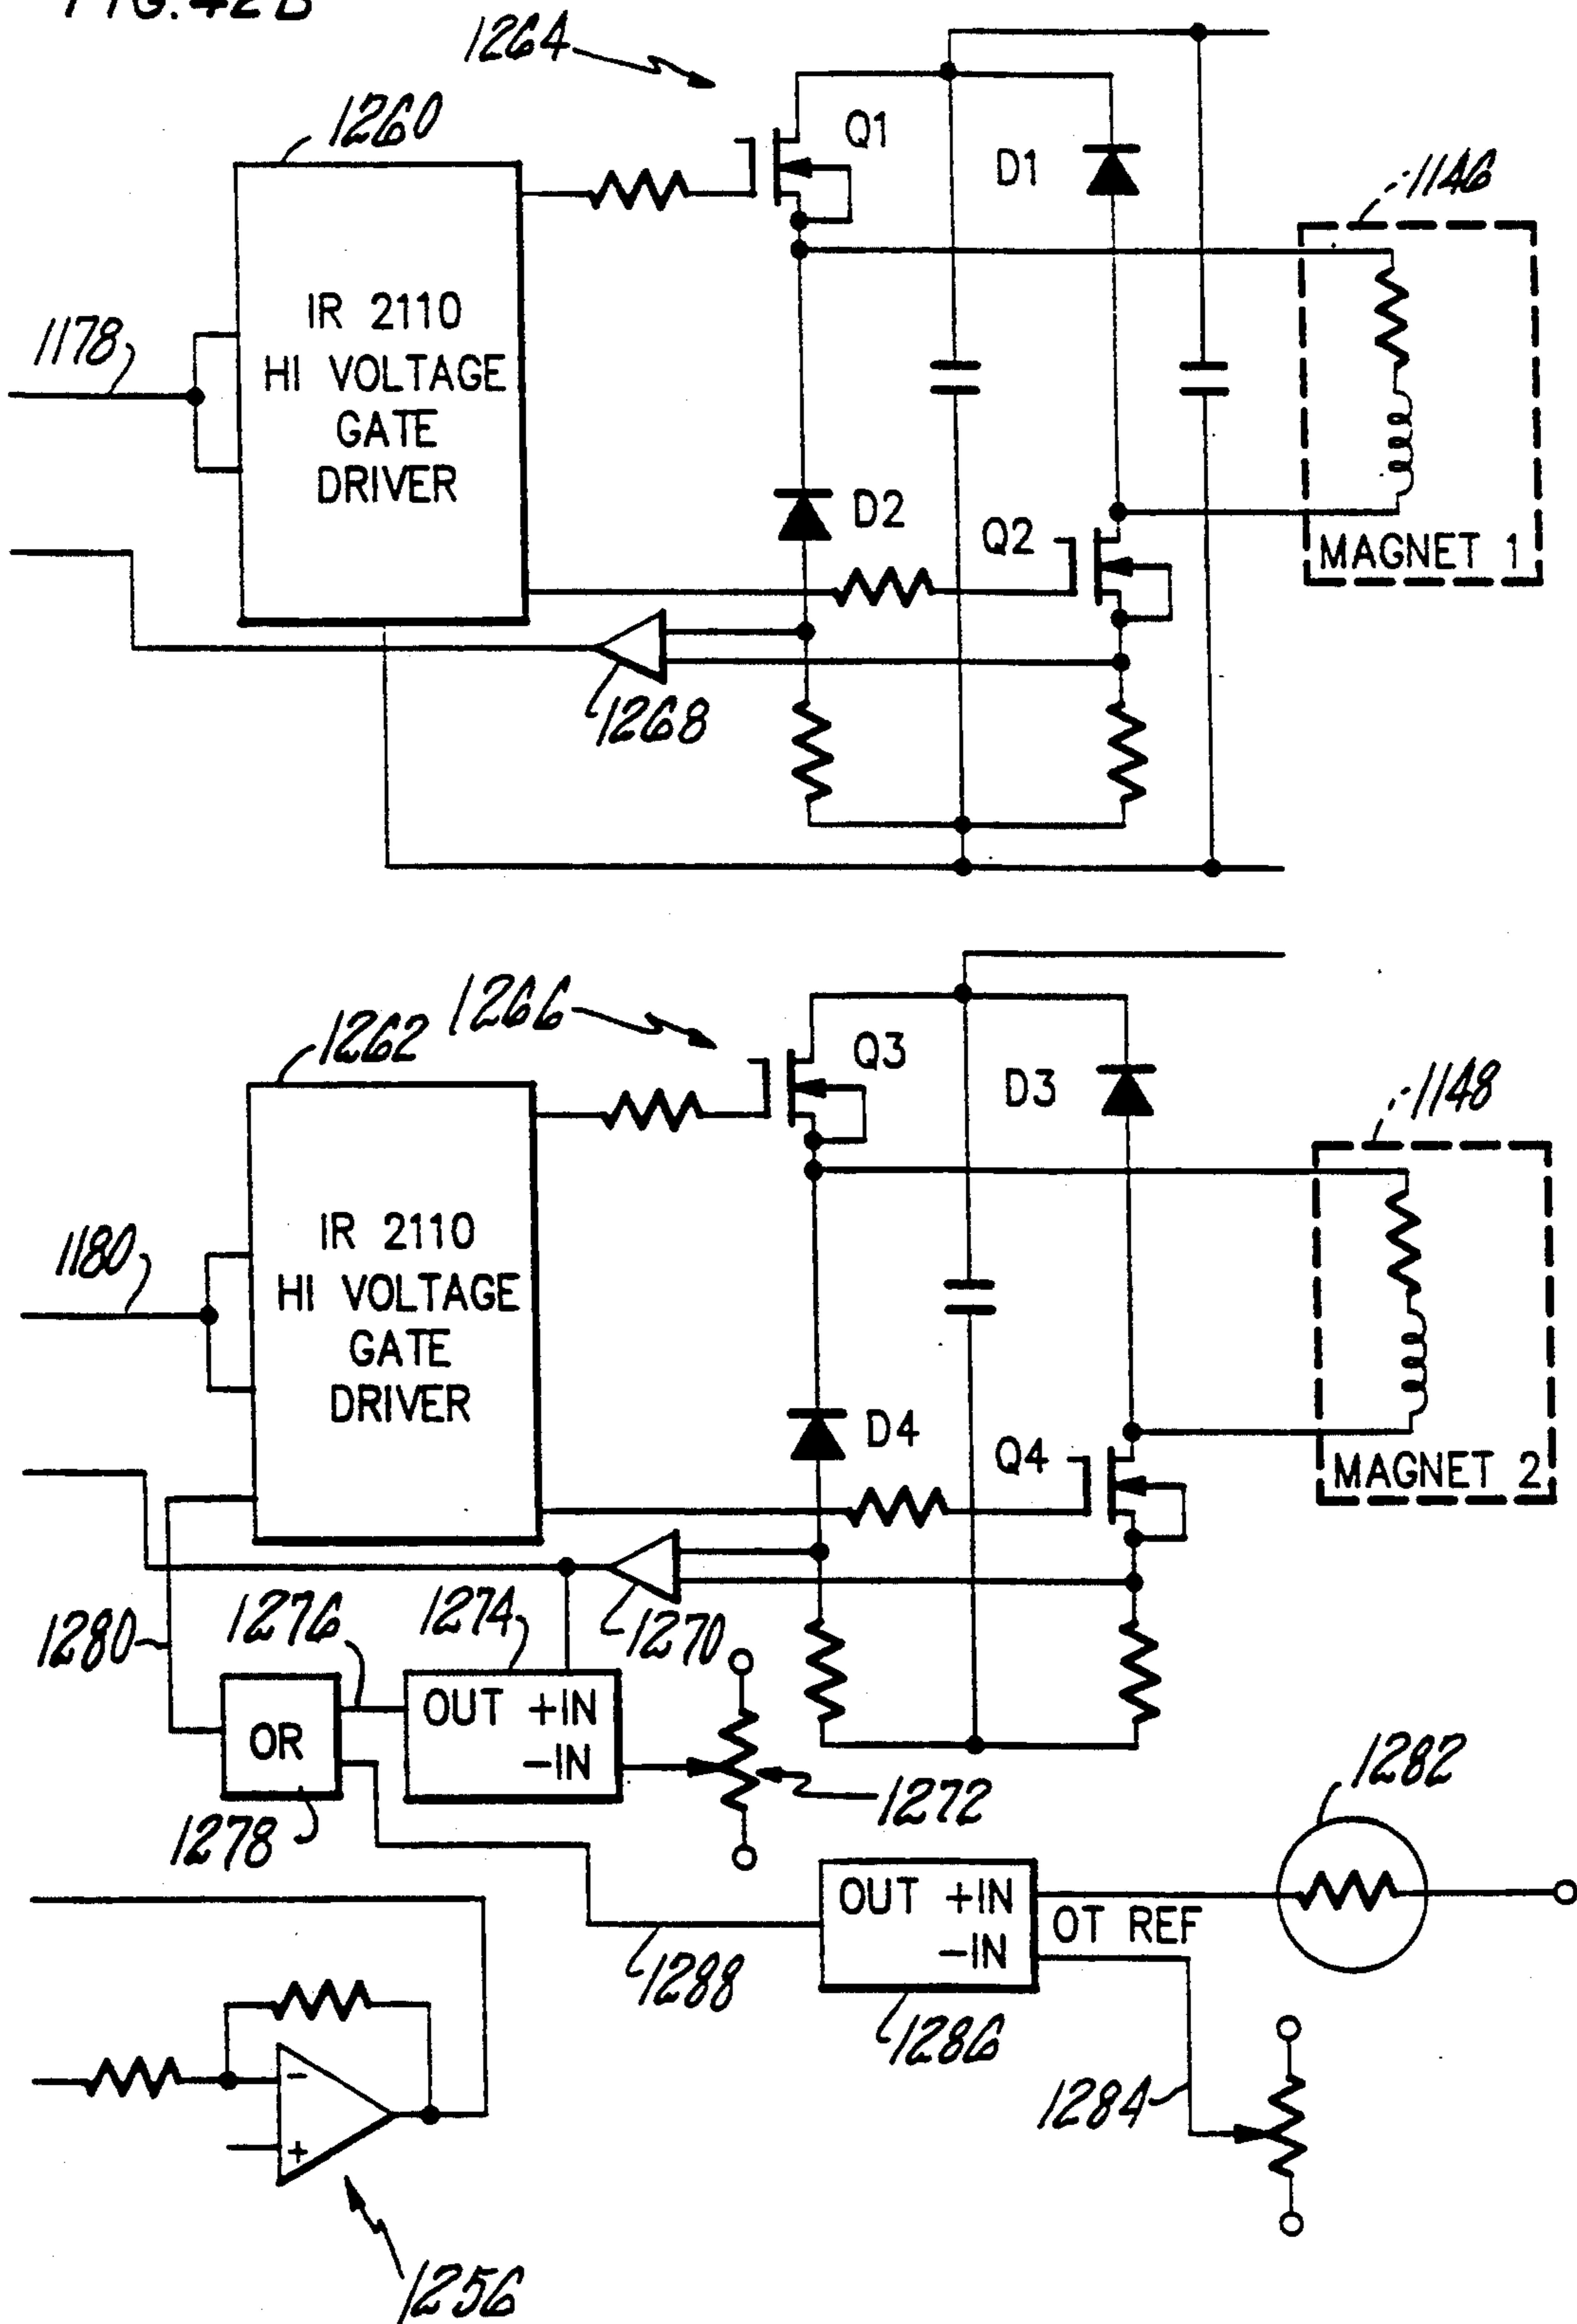 FIG. 42B
1264
1260
Q1
D1
1146
IR 2110
HI VOLTAGE
GATE
DRIVER
1178
D2
Q2
MAGNET 1
1268
1266
1262
Q3
D3
1148
IR 2110
HI VOLTAGE
GATE
DRIVER
1180
D4
Q4
MAGNET 2
1280
1276
1274
1270
OR
OUT +IN
-IN
1272
1278
1282
OUT +IN
-IN
OT REF
1288
1286
1284
-
+
1256